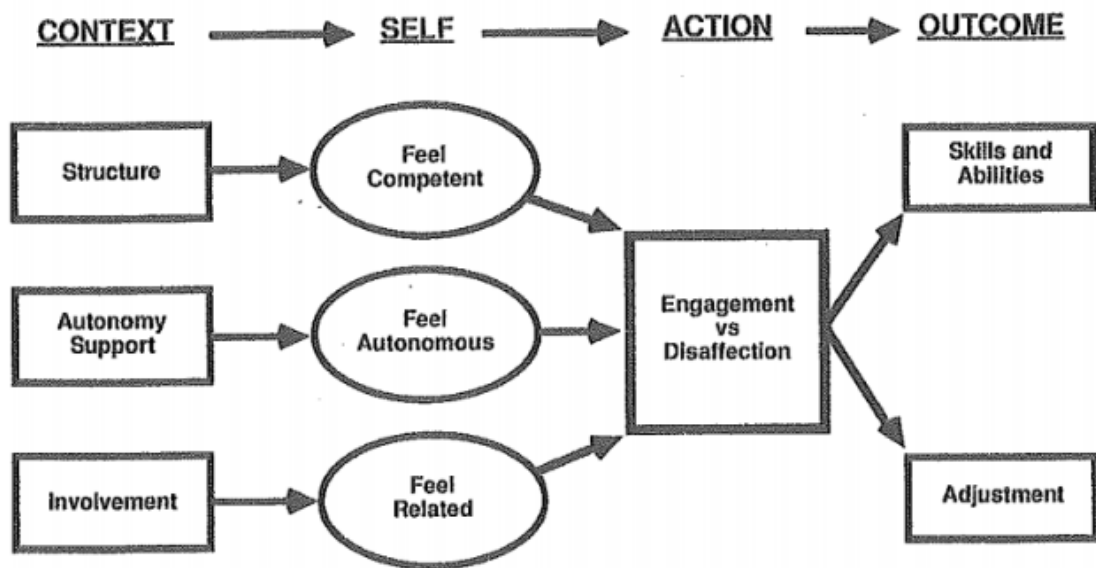 CONTEXT SELF ACTION OUTCOME
Structure
Feel
Competent
Skills and
Abilities
Autonomy
Support
Feel
Autonomous
Engagement
vs
Disaffection
Involvement
Feel
Related
Adjustment